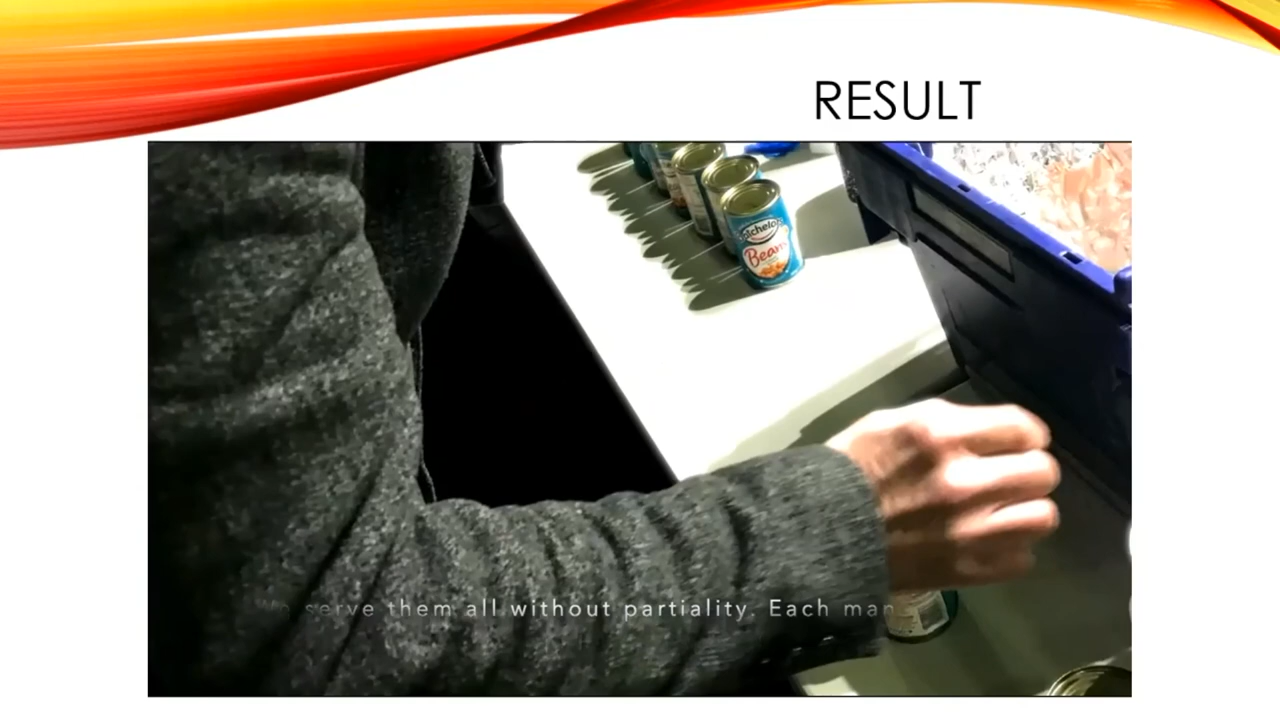 RESULT
Batchelors
Beans
serve them all without partiality. Each man